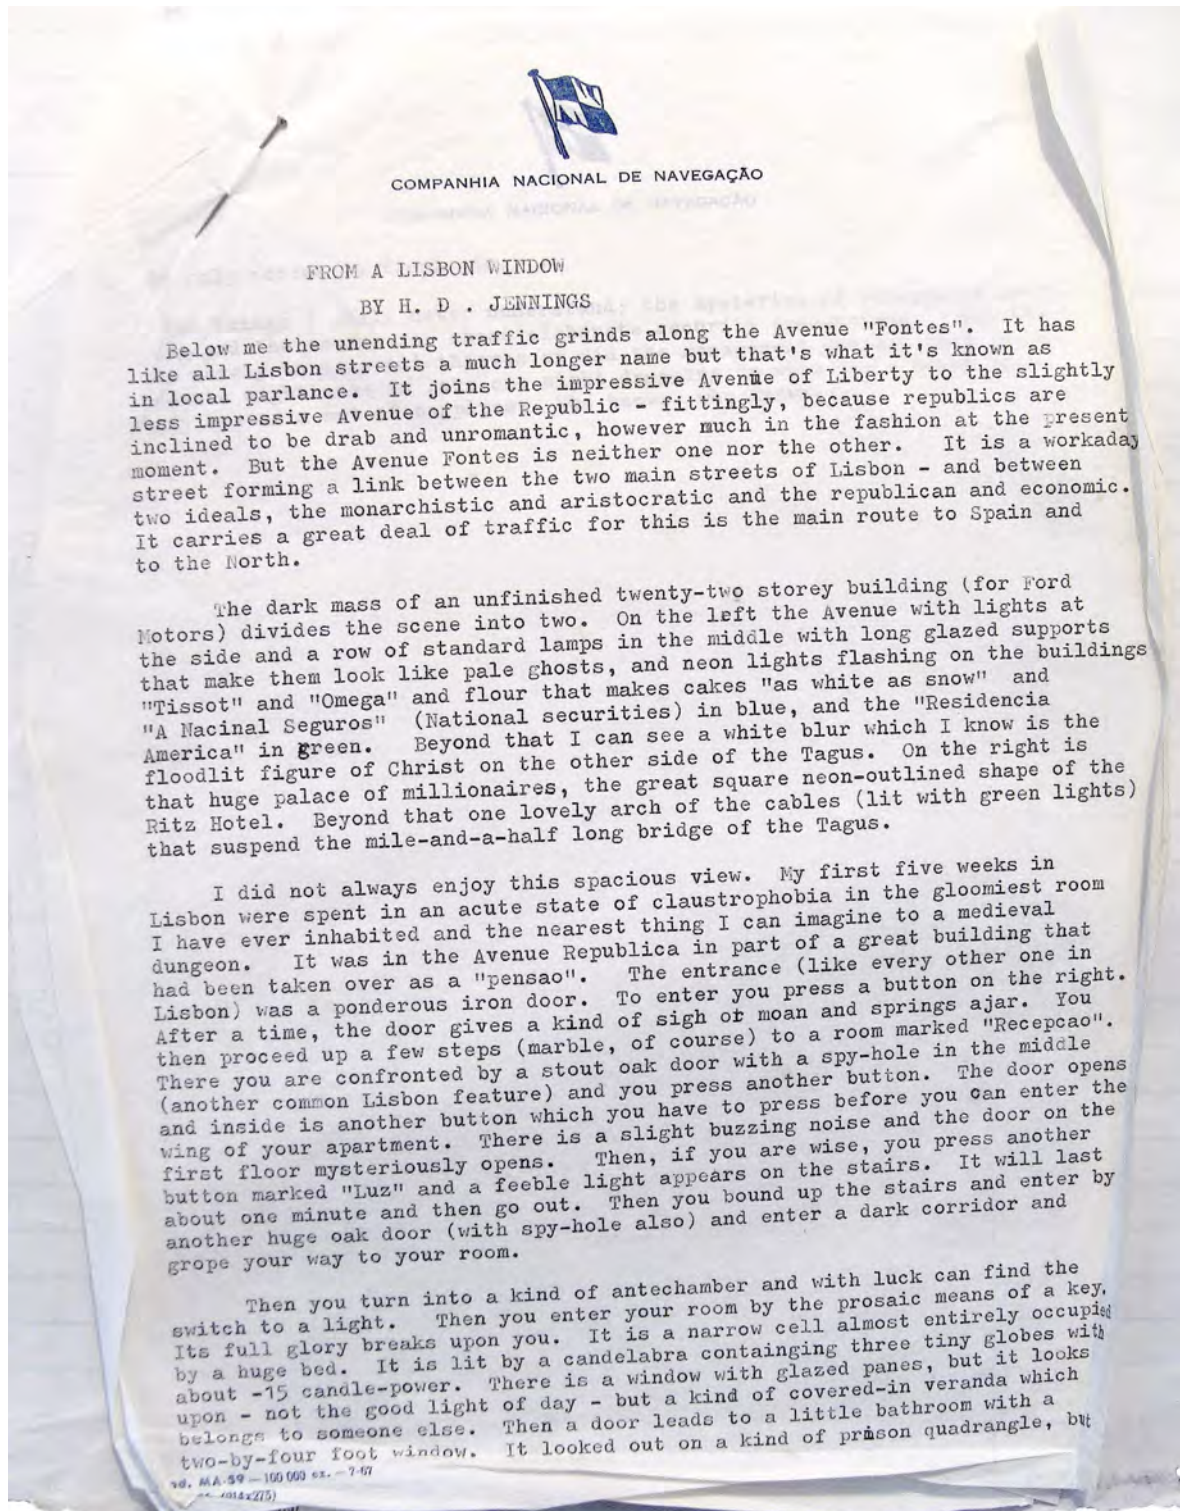 COMPANHIA NACIONAL DE NAVEGAÇÃO
FROM A LISBON WINDOW
BY H. D . JENNINGS
Below me the unending traffic grinds along the Avenue "Fontes". It has
like all Lisbon streets a much longer name but that's what it's known as
in local parlance. It joins the impressive Avenue of Liberty to the slightly
less impressive Avenue of the Republic - fittingly, because republics are
inclined to be drab and unromantic, however much in the fashion at the present
moment. But the Avenue Fontes is neither one nor the other. It is a workaday
street forming a link between the two main streets of Lisbon - and between
two ideals, the monarchistic and aristocratic and the republican and economic.
It carries a great deal of traffic for this is the main route to Spain and
to the North.
The dark mass of an unfinished twenty-two storey building (for Ford
Motors) divides the scene into two. On the left the Avenue with lights at
the side and a row of standard lamps in the middle with long glazed supports
that make them look like pale ghosts, and neon lights flashing on the buildings
"Tissot" and "Omega" and flour that makes cakes "as white as snow" and
"A Nacinal Seguros" (National securities) in blue, and the "Residencia
America" in green. Beyond that I can see a white blur which I know is the
floodlit figure of Christ on the other side of the Tagus. On the right is
that huge palace of millionaires, the great square neon-outlined shape of the
Ritz Hotel. Beyond that one lovely arch of the cables (lit with green lights)
that suspend the mile-and-a-half long bridge of the Tagus.
I did not always enjoy this spacious view. My first five weeks in
Lisbon were spent in an acute state of claustrophobia in the gloomiest room
I have ever inhabited and the nearest thing I can imagine to a medieval
dungeon. It was in the Avenue Republica in part of a great building that
had been taken over as a "pensao". The entrance (like every other one in
Lisbon) was a ponderous iron door. To enter you press a button on the right.
After a time, the door gives a kind of sigh or moan and springs ajar. You
then proceed up a few steps (marble, of course) to a room marked "Recepcao".
There you are confronted by a stout oak door with a spy-hole in the middle
(another common Lisbon feature) and you press another button. The door opens
and inside is another button which you have to press before you can enter the
wing of your apartment. There is a slight buzzing noise and the door on the
first floor mysteriously opens. Then, if you are wise, you press another
button marked "Luz" and a feeble light appears on the stairs. It will last
about one minute and then go out. Then you bound up the stairs and enter by
another huge oak door (with spy-hole also) and enter a dark corridor and
grope your way to your room.
Then you turn into a kind of antechamber and with luck can find the
switch to a light. Then you enter your room by the prosaic means of a key.
Its full glory breaks upon you. It is a narrow cell almost entirely occupied
by a huge bed. It is lit by a candelabra containging three tiny globes with
about -15 candle-power. There is a window with glazed panes, but it looks
upon - not the good light of day - but a kind of covered-in veranda which
belongs to someone else. Then a door leads to a little bathroom with a
two-by-four foot window. It looked out on a kind of prison quadrangle, but
MA-59 — 100 000 ex. — 7-67